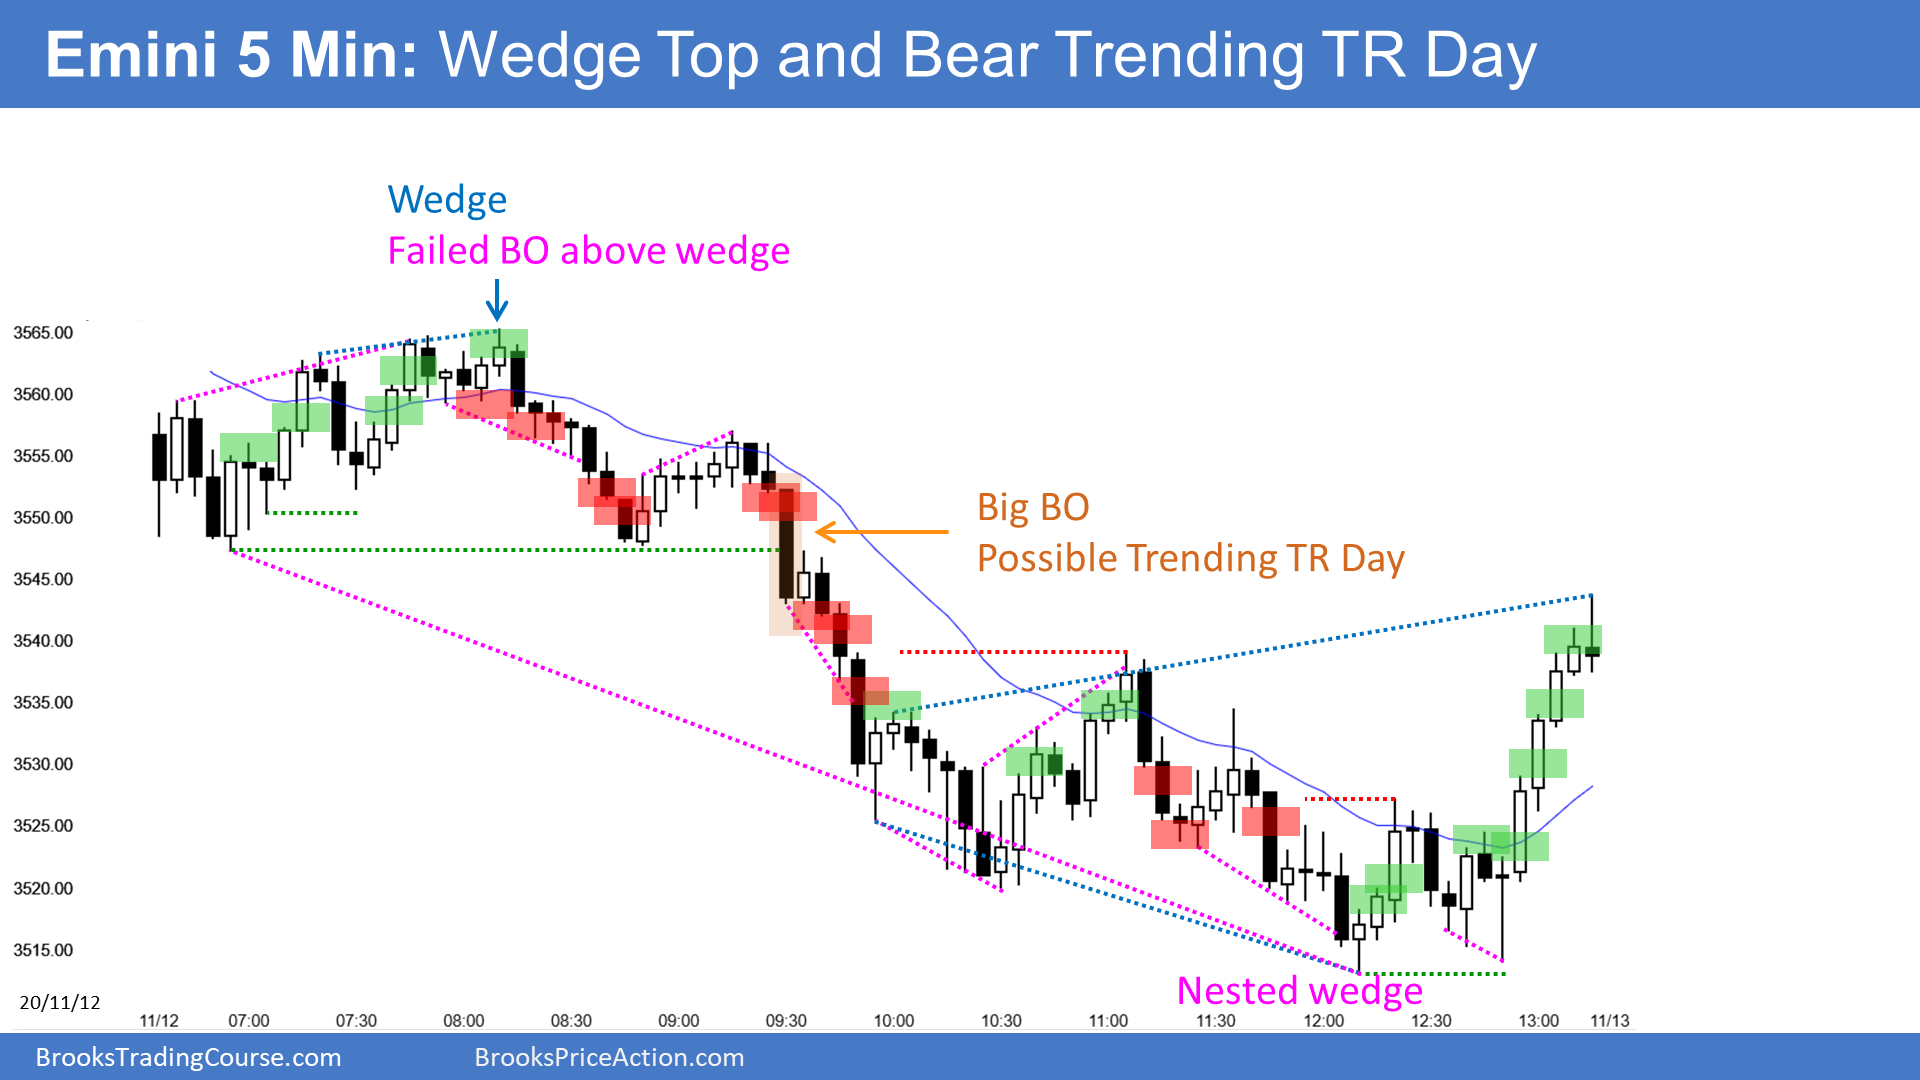 Emini 5 Min: Wedge Top and Bear Trending TR Day
Wedge
Failed BO above wedge
3565.00
3560.00
3555.00
3550.00
3545.00
3540.00
3535.00
3530.00
3525.00
3520.00
3515.00
Big BO
Possible Trending TR Day
Nested wedge
20/11/12
11/12 07:00 07:30 08:00 08:30 09:00 09:30 10:00 10:30 11:00 11:30 12:00 12:30 13:00 11/13
BrooksTradingCourse.com BrooksPriceAction.com